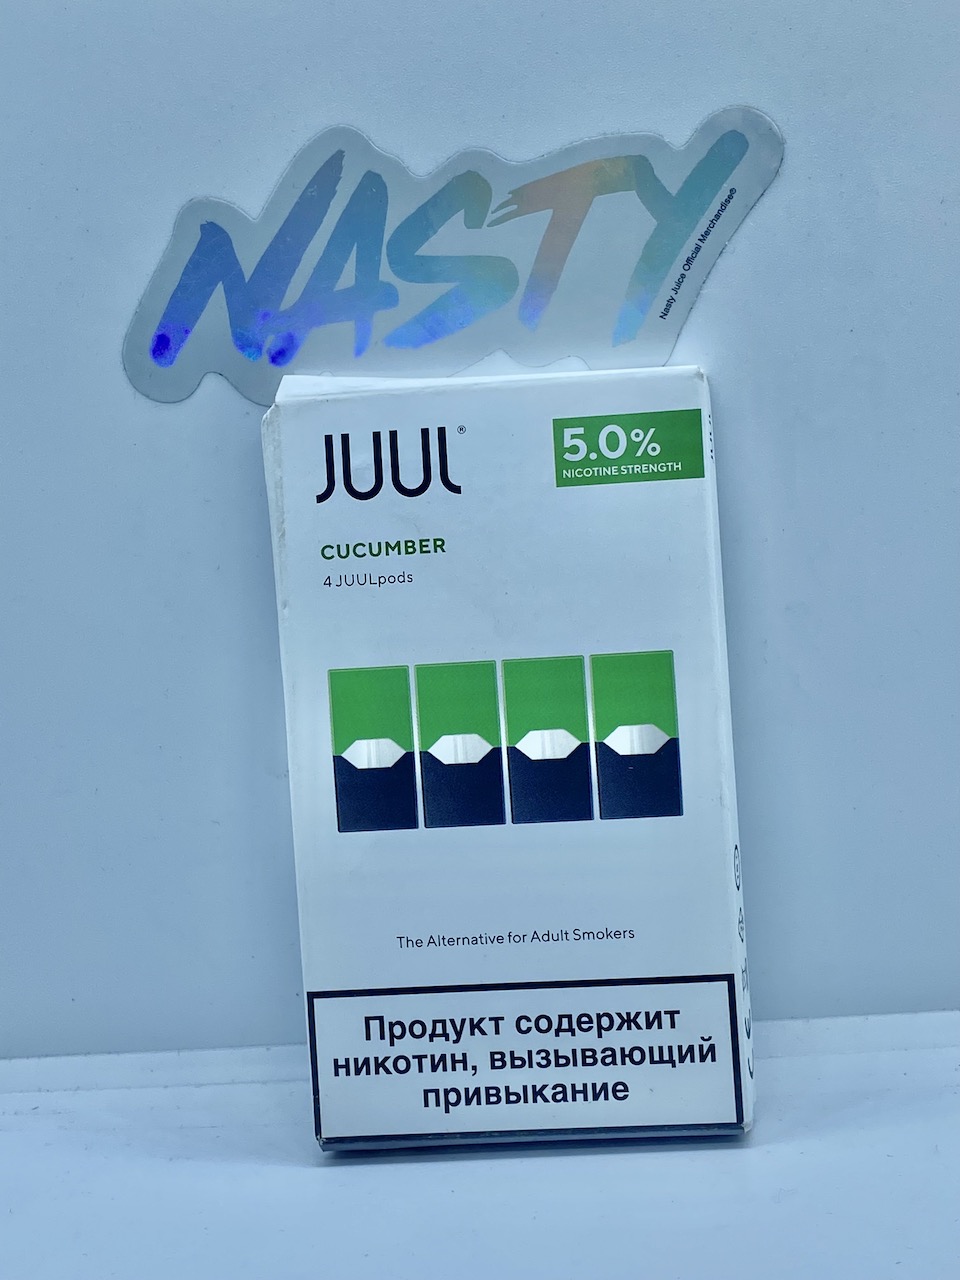 NASTY
Nasty Juice Official Merchandise®
JUUL®
5.0%
NICOTINE STRENGTH
CUCUMBER
4 JUULpods
The Alternative for Adult Smokers
Продукт содержит
никотин, вызывающий
привыкание